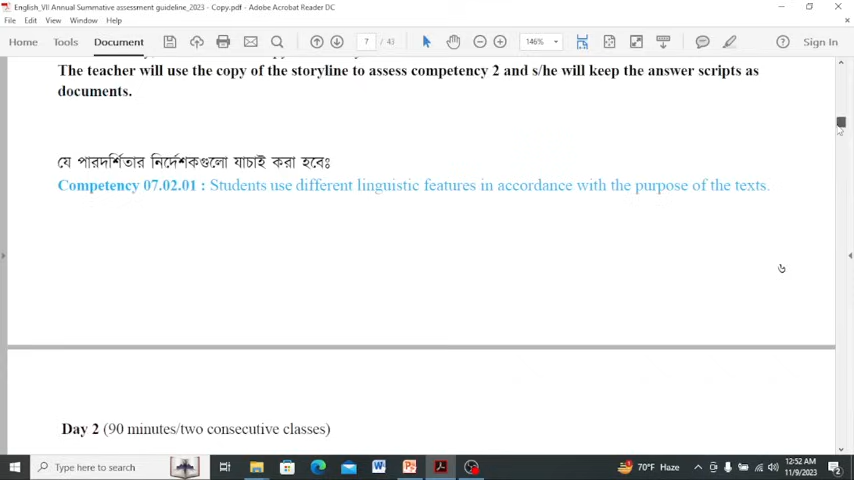 English_VII Annual Summative assessment guideline_2023 - Copy.pdf - Adobe Acrobat Reader DC
File Edit View Window Help
Home Tools Document 7 / 43 146% Sign In
The teacher will use the copy of the storyline to assess competency 2 and s/he will keep the answer scripts as
documents.
যে পারদর্শিতার নির্দেশকগুলো যাচাই করা হবেঃ
Competency 07.02.01 : Students use different linguistic features in accordance with the purpose of the texts.
৬
Day 2 (90 minutes/two consecutive classes)
Type here to search 70°F Haze 12:52 AM
11/9/2023 2